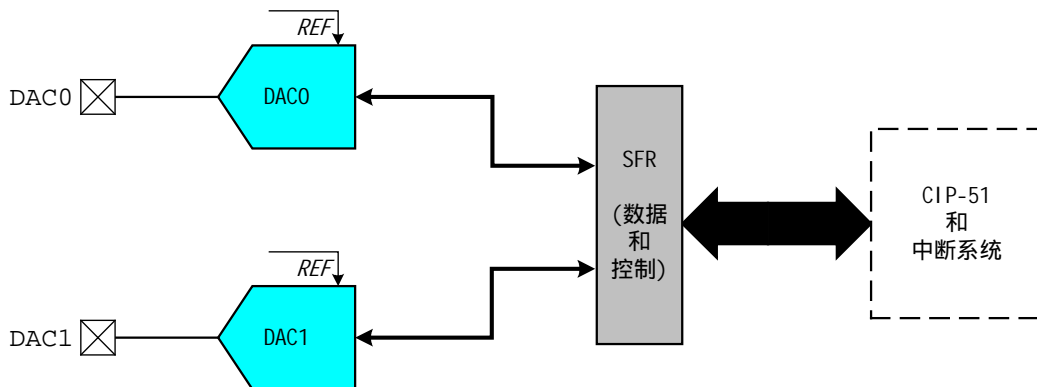 REF
DAC0
DAC0
SFR
(数据
和
控制)
CIP-51
和
中断系统
REF
DAC1
DAC1